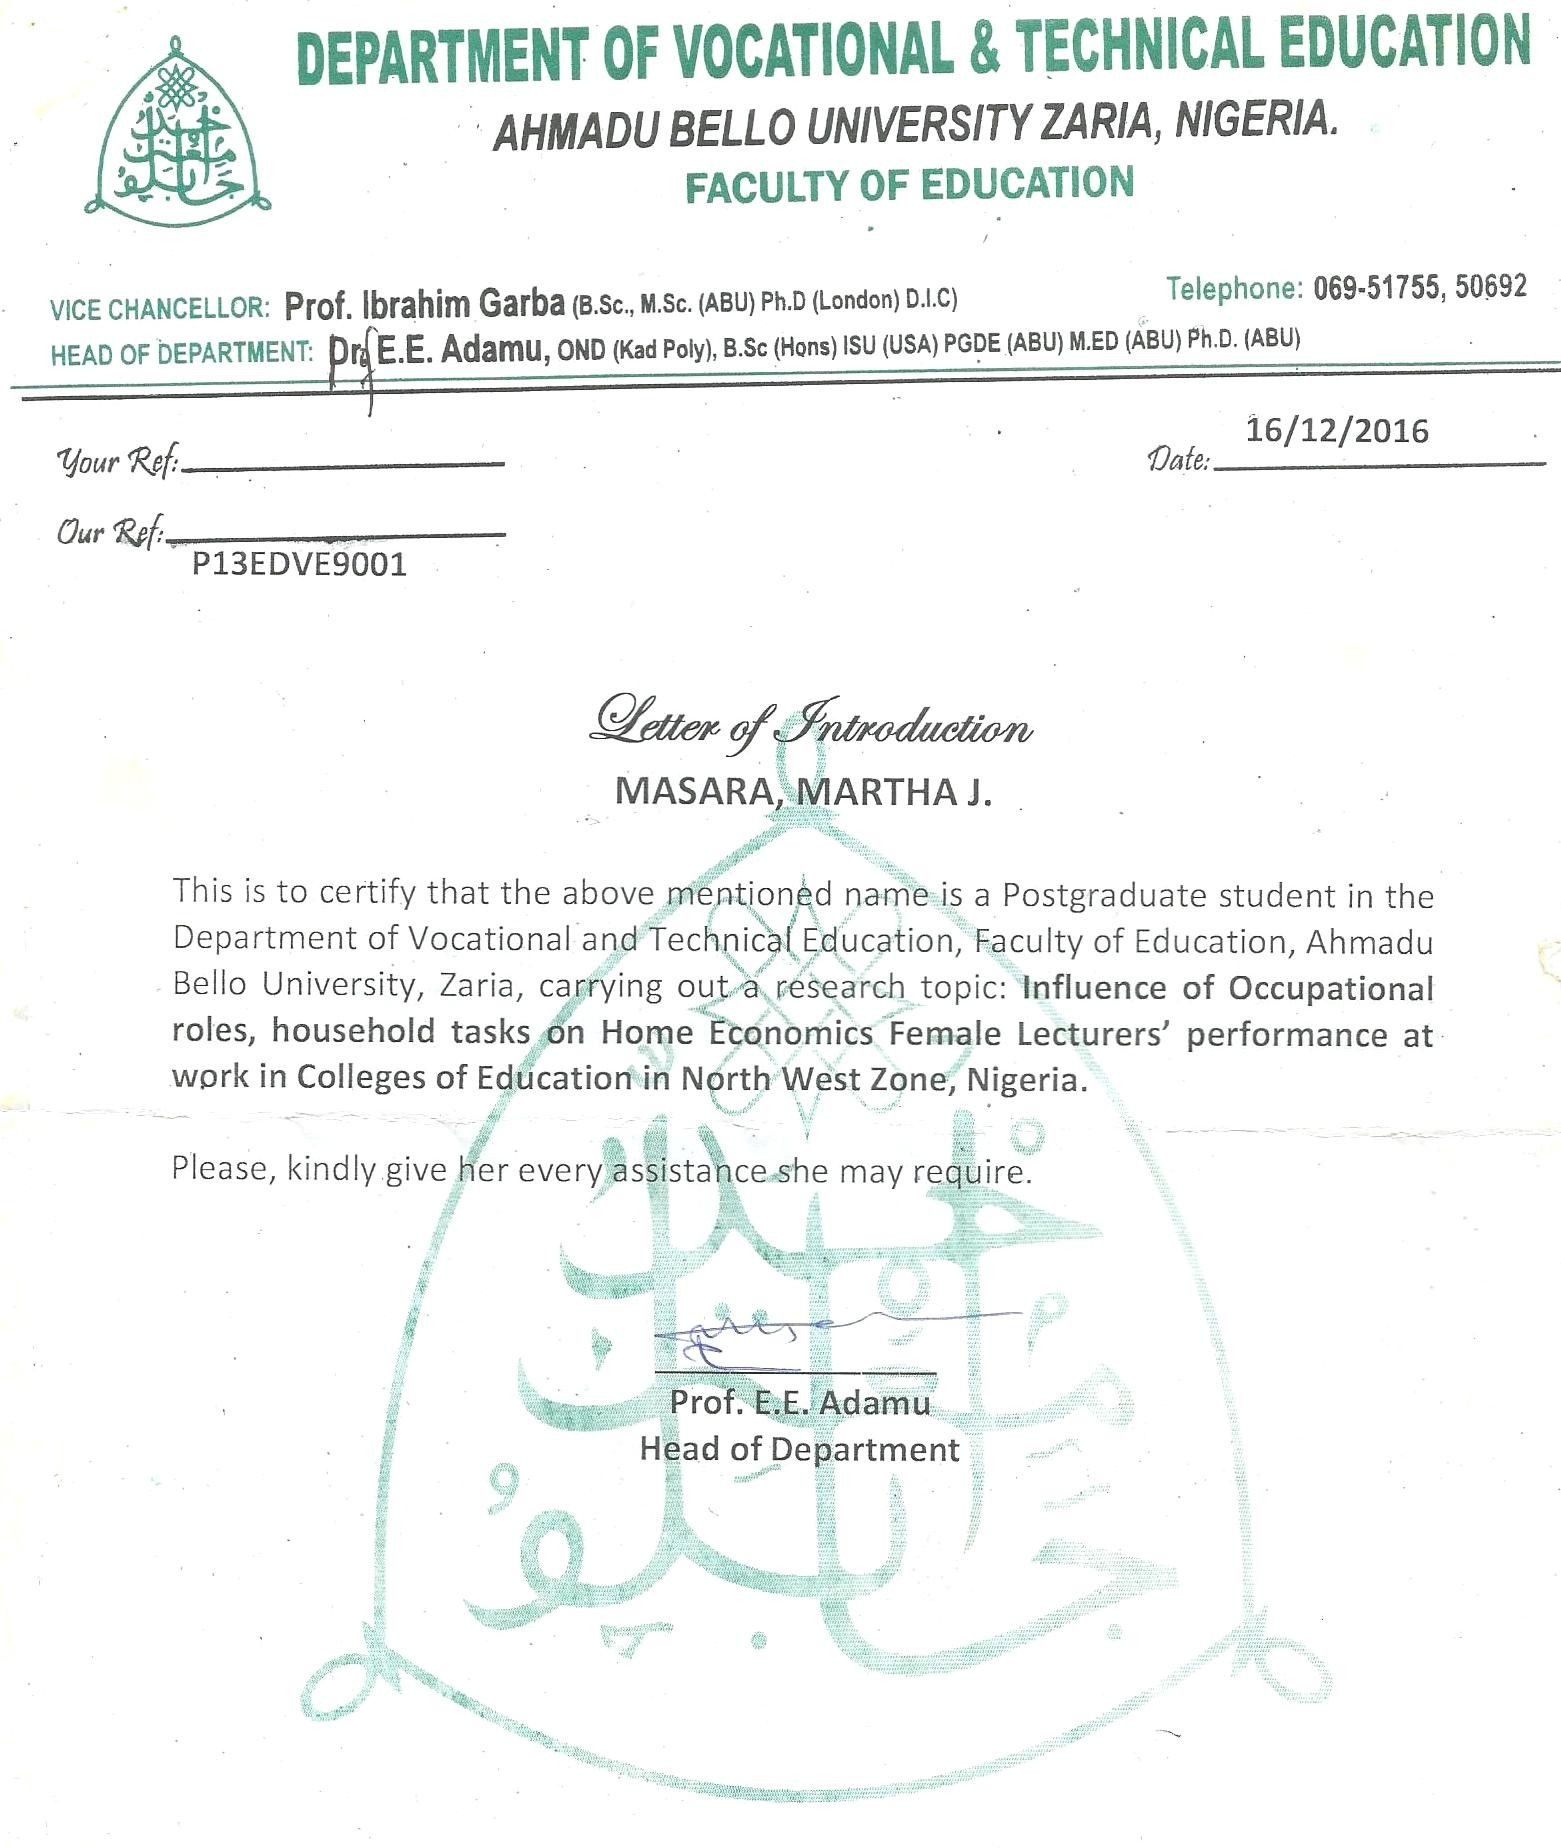 DEPARTMENT OF VOCATIONAL & TECHNICAL EDUCATION
AHMADU BELLO UNIVERSITY ZARIA, NIGERIA.
FACULTY OF EDUCATION
Telephone: 069-51755, 50692
VICE CHANCELLOR: Prof. Ibrahim Garba (B.Sc., M.Sc. (ABU) Ph.D (London) D.I.C)
HEAD OF DEPARTMENT: Prof E.E. Adamu, OND (Kad Poly), B.Sc (Hons) ISU (USA) PGDE (ABU) M.ED (ABU) Ph.D. (ABU)
Your Ref:
Date: 16/12/2016
Our Ref:
P13EDVE9001
Letter of Introduction
MASARA, MARTHA J.
This is to certify that the above mentioned name is a Postgraduate student in the
Department of Vocational and Technical Education, Faculty of Education, Ahmadu
Bello University, Zaria, carrying out a research topic: Influence of Occupational
roles, household tasks on Home Economics Female Lecturers’ performance at
work in Colleges of Education in North West Zone, Nigeria.
Please, kindly give her every assistance she may require.
Prof. E.E. Adamu
Head of Department